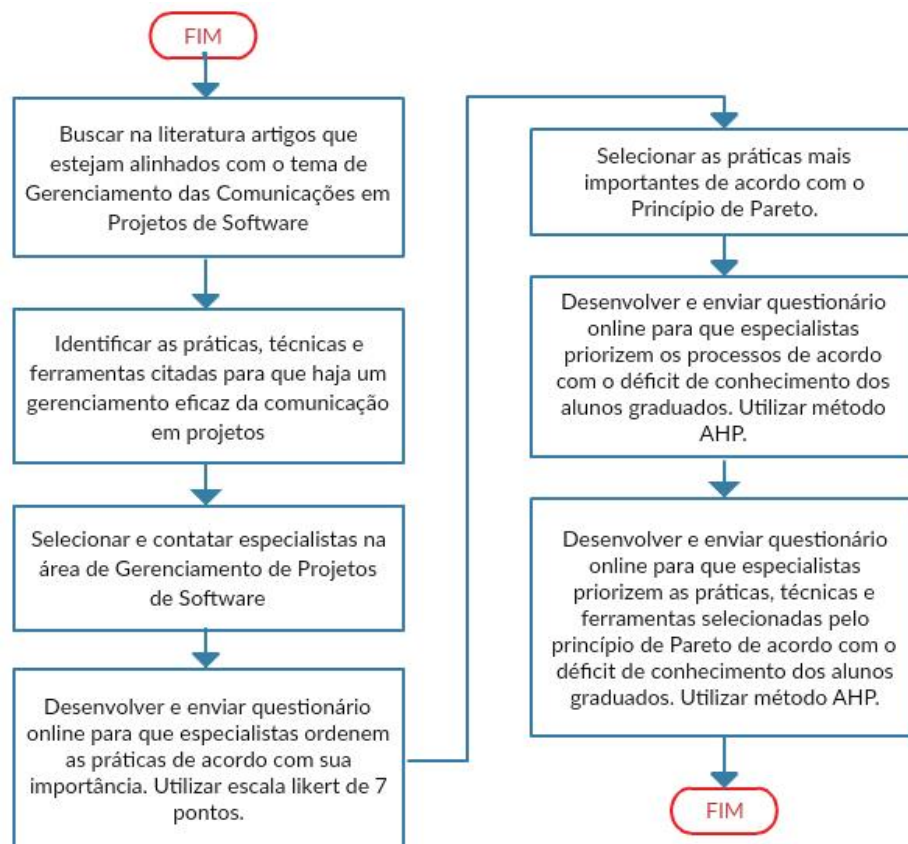 FIM
Buscar na literatura artigos que
estejam alinhados com o tema de
Gerenciamento das Comunicações em
Projetos de Software
Identificar as práticas, técnicas e
ferramentas citadas para que haja um
gerenciamento eficaz da comunicação
em projetos
Selecionar e contatar especialistas na
área de Gerenciamento de Projetos
de Software
Desenvolver e enviar questionário
online para que especialistas ordenem
as práticas de acordo com sua
importância. Utilizar escala likert de 7
pontos.
Selecionar as práticas mais
importantes de acordo com o
Princípio de Pareto.
Desenvolver e enviar questionário
online para que especialistas
priorizem os processos de acordo
com o déficit de conhecimento dos
alunos graduados. Utilizar método
AHP.
Desenvolver e enviar questionário
online para que especialistas
priorizem as práticas, técnicas e
ferramentas selecionadas pelo
princípio de Pareto de acordo com o
déficit de conhecimento dos alunos
graduados. Utilizar método AHP.
FIM